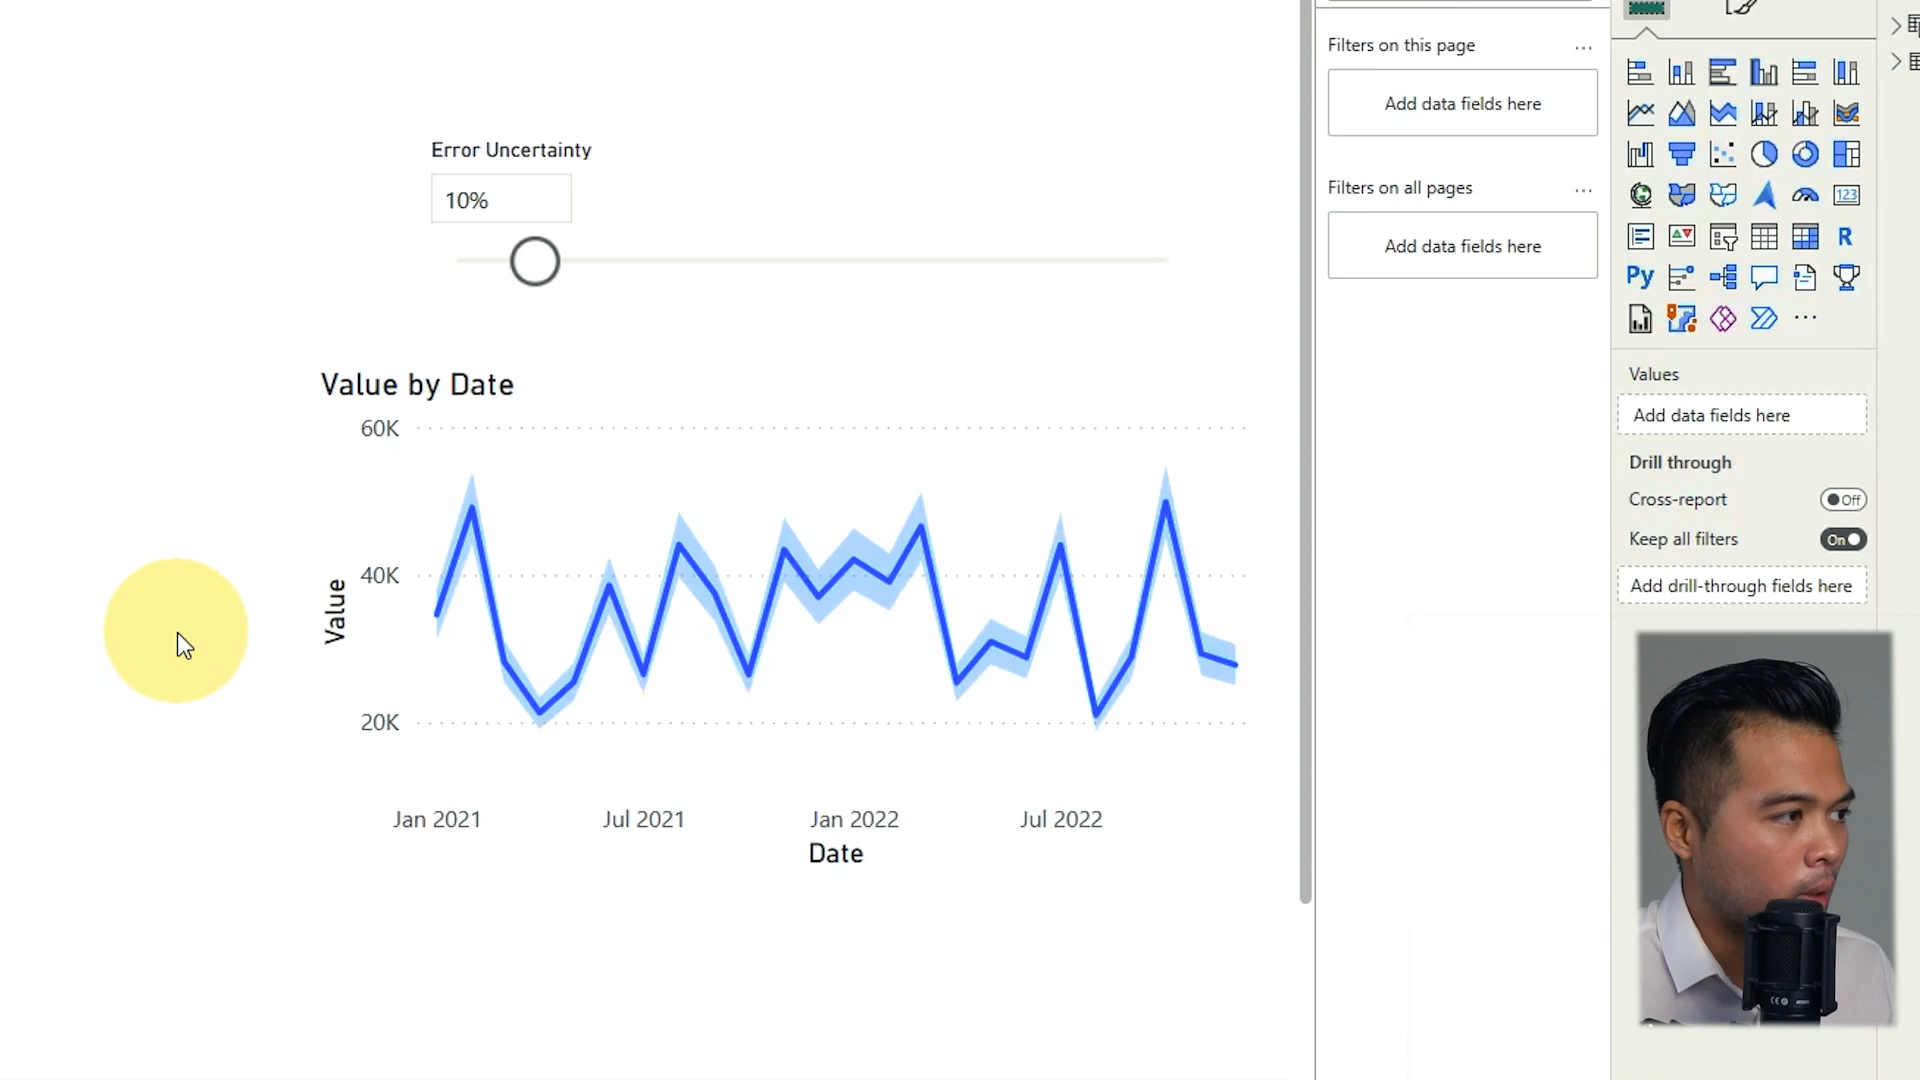 Filters on this page
...
Add data fields here
Error Uncertainty
Filters on all pages
...
10%
Add data fields here
123
R
Py
...
Value by Date
Values
Add data fields here
60K
40K
20K
Value
Drill through
Cross-report
Off
Keep all filters
On
Add drill-through fields here
Jan 2021
Jul 2021
Jan 2022
Jul 2022
Date